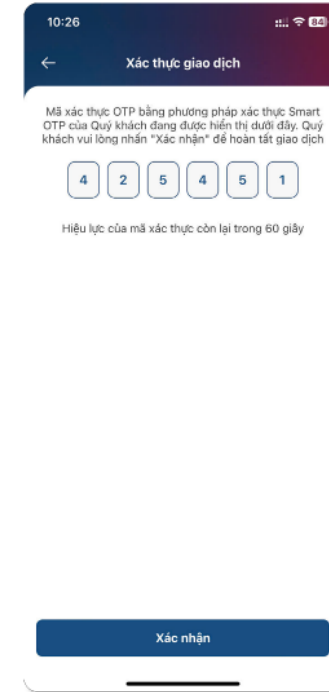 10:26
84
Xác thực giao dịch
Mã xác thực OTP bằng phương pháp xác thực Smart
OTP của Quý khách đang được hiển thị dưới đây. Quý
khách vui lòng nhấn "Xác nhận" để hoàn tất giao dịch
4 2 5 4 5 1
Hiệu lực của mã xác thực còn lại trong 60 giây
Xác nhận